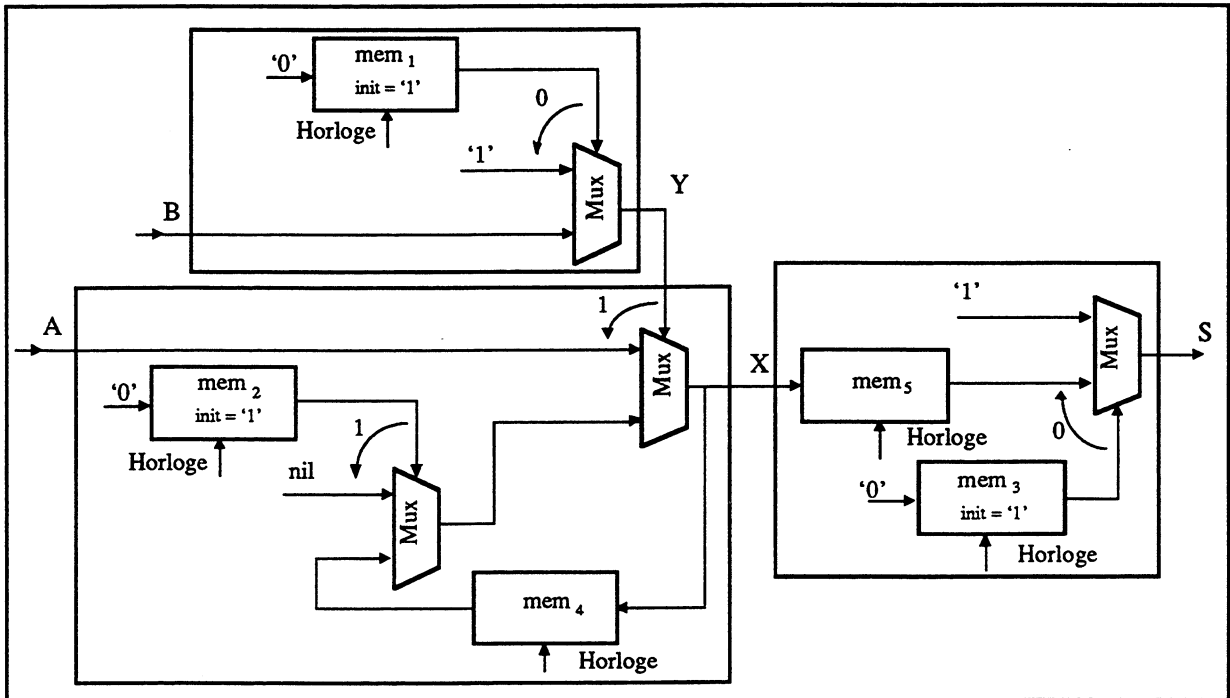 ‘0’
mem 1
init = ‘1’
Horloge
0
‘1’
Mux
B
Y
A
1
Mux
X
‘0’
mem 2
init = ‘1’
Horloge
1
nil
Mux
mem 4
Horloge
‘1’
Mux
S
mem 5
Horloge
0
‘0’
mem 3
init = ‘1’
Horloge